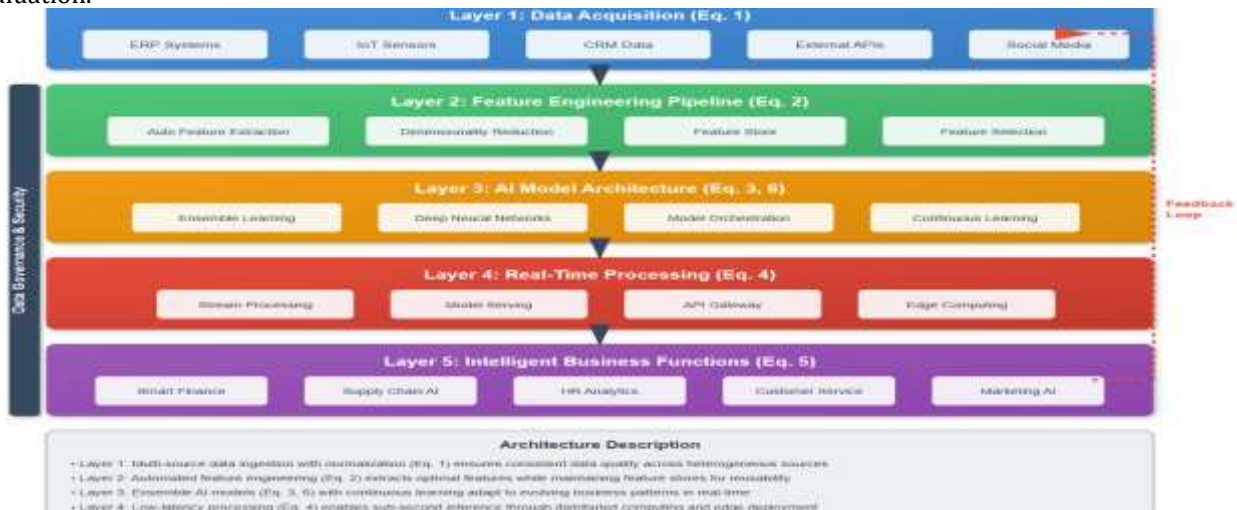 aluation.
Layer 1: Data Acquisition (Eq. 1)
ERP Systems IoT Sensors CRM Data External APIs Social Media
Layer 2: Feature Engineering Pipeline (Eq. 2)
Auto Feature Extraction Dimensionality Reduction Feature Store Feature Selection
Layer 3: AI Model Architecture (Eq. 3, 6)
Ensemble Learning Deep Neural Networks Model Orchestration Continuous Learning
Data Governance & Security
Feedback
Loop
Layer 4: Real-Time Processing (Eq. 4)
Stream Processing Model Serving API Gateway Edge Computing
Layer 5: Intelligent Business Functions (Eq. 5)
Smart Finance Supply Chain AI HR Analytics Customer Service Marketing AI
Architecture Description
• Layer 1: Multi-source data ingestion with normalization (Eq. 1) ensures consistent data quality across heterogeneous sources
• Layer 2: Automated feature engineering (Eq. 2) extracts optimal features while maintaining feature stores for reusability
• Layer 3: Ensemble AI models (Eq. 3, 6) with continuous learning adapt to evolving business patterns in real-time
• Layer 4: Low-latency processing (Eq. 4) enables sub-second inference through distributed computing and edge deployment